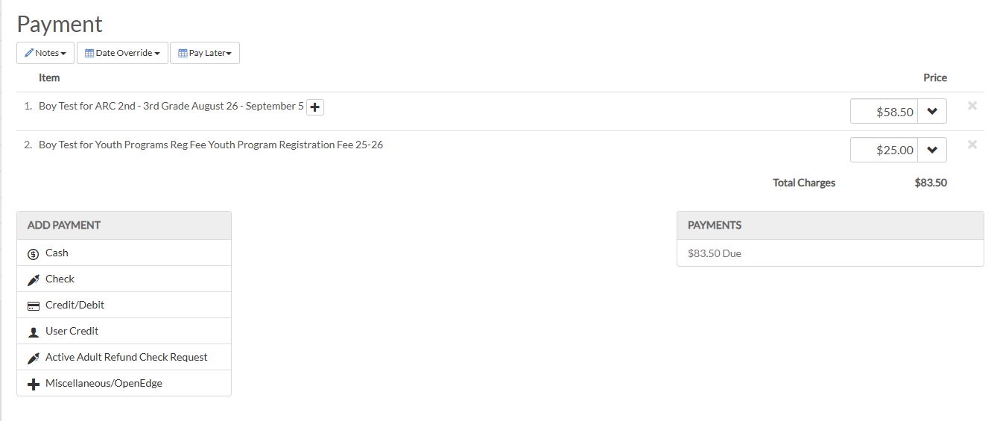 Payment
Notes Date Override Pay Later
Item Price
1. Boy Test for ARC 2nd - 3rd Grade August 26 - September 5 $58.50
2. Boy Test for Youth Programs Reg Fee Youth Program Registration Fee 25-26 $25.00
Total Charges $83.50
ADD PAYMENT
Cash
Check
Credit/Debit
User Credit
Active Adult Refund Check Request
Miscellaneous/OpenEdge
PAYMENTS
$83.50 Due